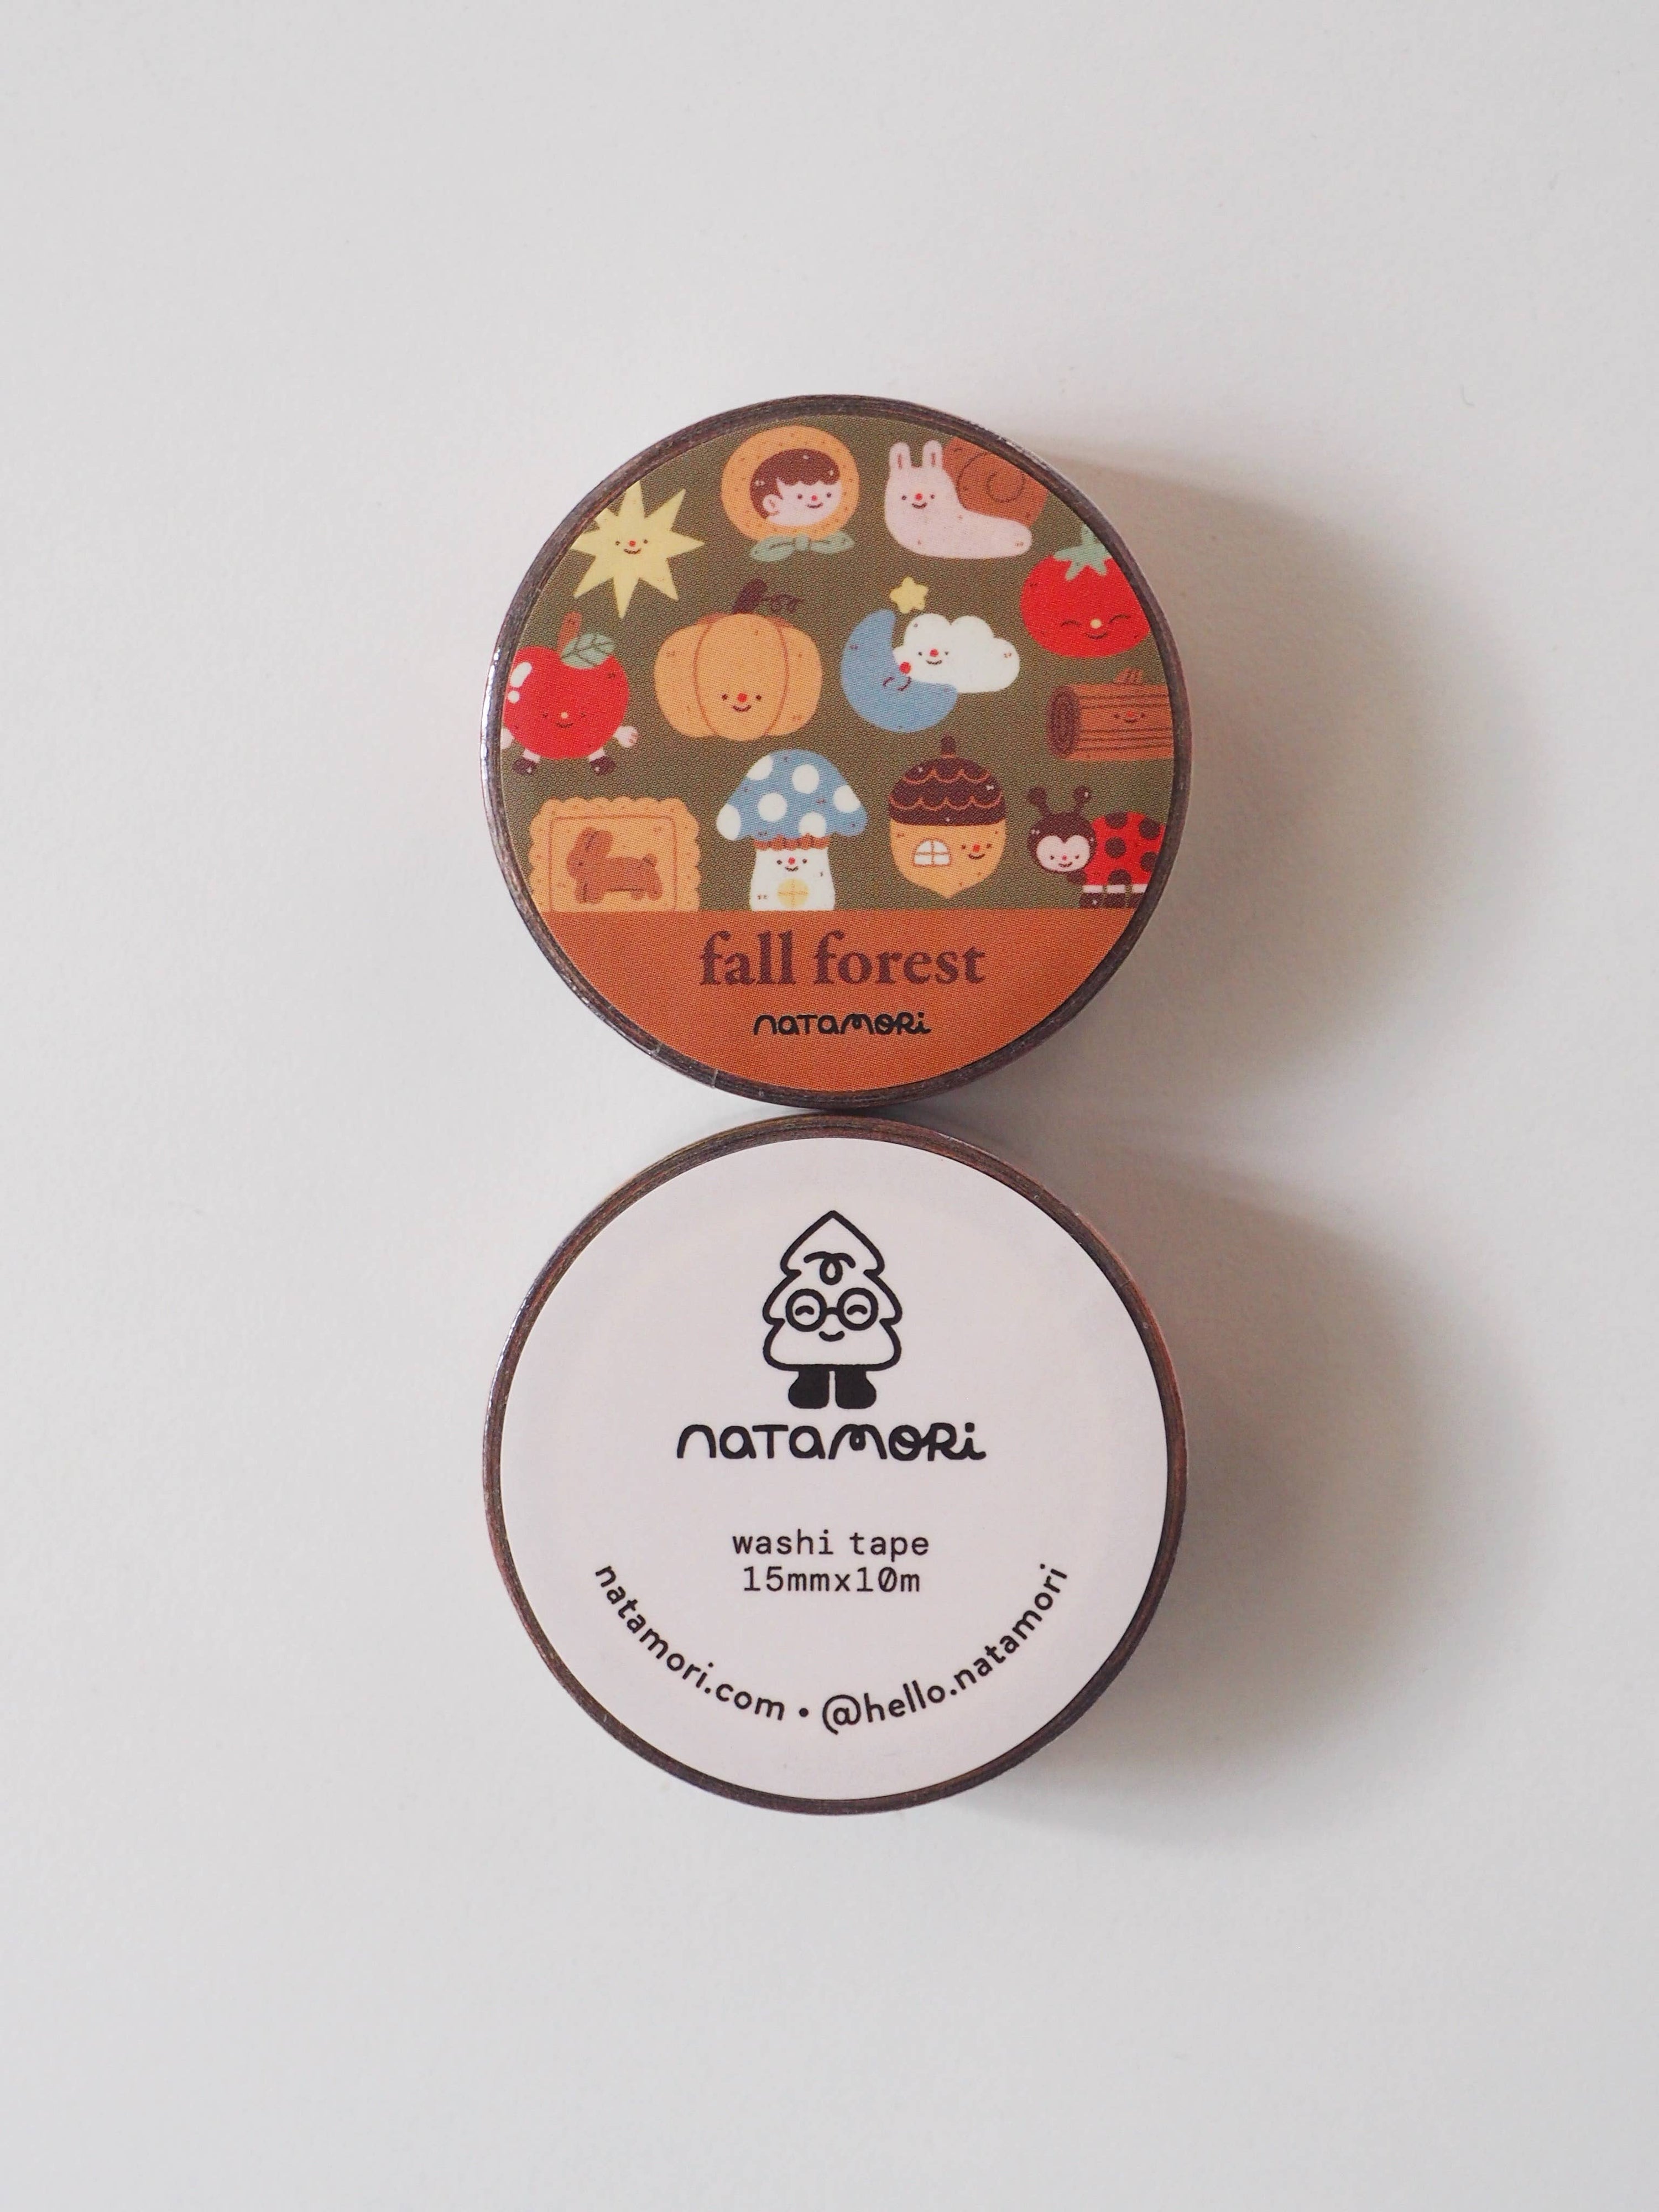 fall forest
natamori
natamori
washi tape
15mmx10m
natamori.com • @hello.natamori